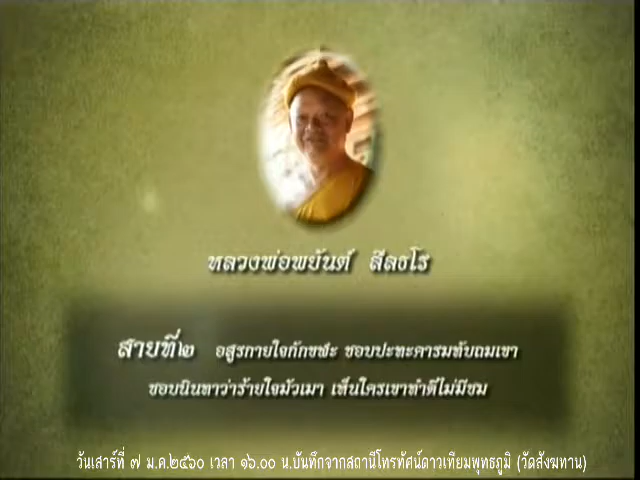 หลวงพ่อพยันต์ สีลธโร
สายที่๒ อสูรกายใจกักขฬะ ชอบปะทะคารมทับถมเขา
ชอบนินทาว่าร้ายใจมัวเมา เห็นใครเขาทำดีไม่มีชม
วันเสาร์ที่ ๗ ม.ค.๒๕๖๐ เวลา ๑๖.๐๐ น.บันทึกจากสถานีโทรทัศน์ดาวเทียมพุทธภูมิ (วัดสังฆทาน)